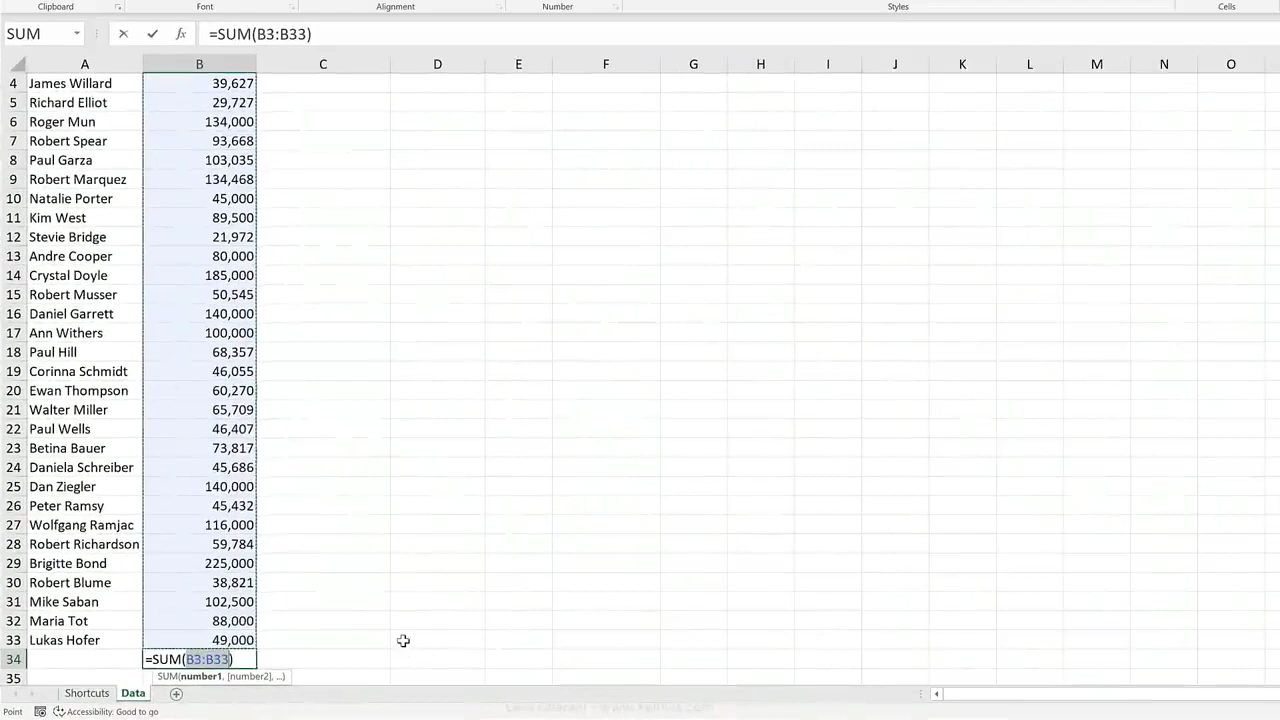 Clipboard Font Alignment Number Styles Cells
SUM fx =SUM(B3:B33)
A B C D E F G H I J K L M N O
4 James Willard 39,627
5 Richard Elliot 29,727
6 Roger Mun 134,000
7 Robert Spear 93,668
8 Paul Garza 103,035
9 Robert Marquez 134,468
10 Natalie Porter 45,000
11 Kim West 89,500
12 Stevie Bridge 21,972
13 Andre Cooper 80,000
14 Crystal Doyle 185,000
15 Robert Musser 50,545
16 Daniel Garrett 140,000
17 Ann Withers 100,000
18 Paul Hill 68,357
19 Corinna Schmidt 46,055
20 Ewan Thompson 60,270
21 Walter Miller 65,709
22 Paul Wells 46,407
23 Betina Bauer 73,817
24 Daniela Schreiber 45,686
25 Dan Ziegler 140,000
26 Peter Ramsy 45,432
27 Wolfgang Ramjac 116,000
28 Robert Richardson 59,784
29 Brigitte Bond 225,000
30 Robert Blume 38,821
31 Mike Saban 102,500
32 Maria Tot 88,000
33 Lukas Hofer 49,000
34 =SUM(B3:B33)
35 SUM(number1, [number2], ...)
Shortcuts Data
Point Accessibility: Good to go